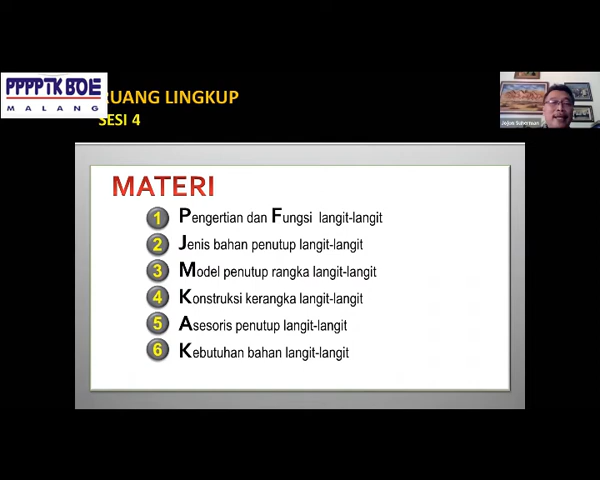 PPPPTK BOE
MALANG
RUANG LINGKUP
SESI 4
MATERI
1 Pengertian dan Fungsi langit-langit
2 Jenis bahan penutup langit-langit
3 Model penutup rangka langit-langit
4 Konstruksi kerangka langit-langit
5 Asesoris penutup langit-langit
6 Kebutuhan bahan langit-langit